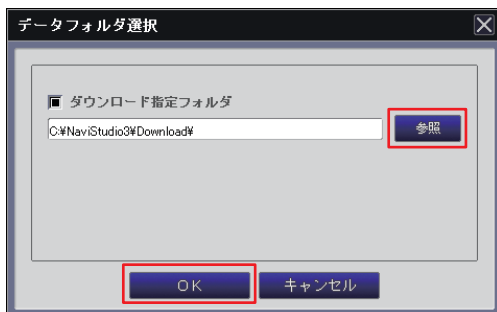 データフォルダ選択
ダウンロード指定フォルダ
C:¥NaviStudio3¥Download¥
参照
OK
キャンセル